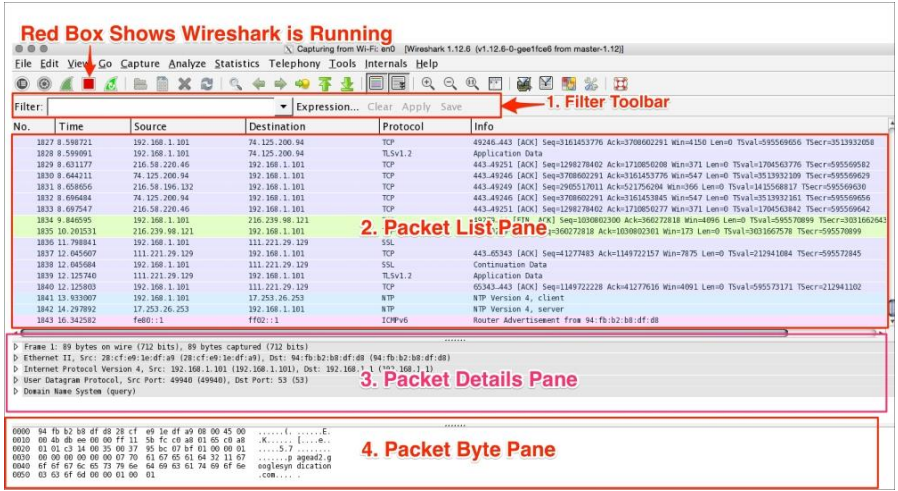 Red Box Shows Wireshark is Running
Capturing from Wi-Fi: en0 [Wireshark 1.12.6 (v1.12.6-0-gee1fce6 from master-1.12)]
File Edit View Go Capture Analyze Statistics Telephony Tools Internals Help
Filter: Expression... Clear Apply Save
1. Filter Toolbar
No. Time Source Destination Protocol Info
1827 8.598721 192.168.1.101 74.125.200.94 TCP 49246→443 [ACK] Seq=3161453776 Ack=3708602291 Win=4150 Len=0 TSval=595569656 TSecr=3513932058
1828 8.599091 192.168.1.101 74.125.200.94 TLSv1.2 Application Data
1829 8.631177 216.58.220.46 192.168.1.101 TCP 443→49251 [ACK] Seq=1298278402 Ack=1710850208 Win=371 Len=0 TSval=1704563776 TSecr=595569582
1830 8.644211 74.125.200.94 192.168.1.101 TCP 443→49246 [ACK] Seq=3708602291 Ack=3161453776 Win=547 Len=0 TSval=3513932109 TSecr=595569629
1831 8.658656 216.58.196.132 192.168.1.101 TCP 443→49249 [ACK] Seq=2905517011 Ack=521756204 Win=366 Len=0 TSval=1415568817 TSecr=595569630
1832 8.696484 74.125.200.94 192.168.1.101 TCP 443→49246 [ACK] Seq=3708602291 Ack=3161453845 Win=547 Len=0 TSval=3513932161 TSecr=595569656
1833 8.697547 216.58.220.46 192.168.1.101 TCP 443→49251 [ACK] Seq=1298278402 Ack=1710850277 Win=371 Len=0 TSval=1704563842 TSecr=595569642
1834 9.846595 192.168.1.101 216.239.98.121 [FIN, ACK] Seq=1030802300 Ack=360272818 Win=4096 Len=0 TSval=595570899 TSecr=3031662643
1835 10.201531 216.239.98.121 192.168.1.101 Seq=360272818 Ack=1030802301 Win=173 Len=0 TSval=3031667578 TSecr=595570899
2. Packet List Pane
1836 11.798841 192.168.1.101 111.221.29.129 SSL
1837 12.045607 111.221.29.129 192.168.1.101 TCP 443→65343 [ACK] Seq=41277483 Ack=1149722157 Win=7875 Len=0 TSval=212941084 TSecr=595572845
1838 12.045684 111.221.29.129 192.168.1.101 SSL Continuation Data
1839 12.125740 111.221.29.129 192.168.1.101 TLSv1.2 Application Data
1840 12.125803 192.168.1.101 111.221.29.129 TCP 65343→443 [ACK] Seq=1149722228 Ack=41277616 Win=4091 Len=0 TSval=595573171 TSecr=212941102
1841 13.933007 192.168.1.101 17.253.26.253 NTP NTP Version 4, client
1842 14.297892 17.253.26.253 192.168.1.101 NTP NTP Version 4, server
1843 16.342582 fe80::1 ff02::1 ICMPv6 Router Advertisement from 94:fb:b2:b8:df:d8
Frame 1: 89 bytes on wire (712 bits), 89 bytes captured (712 bits)
Ethernet II, Src: 28:cf:e9:1e:df:a9 (28:cf:e9:1e:df:a9), Dst: 94:fb:b2:b8:df:d8 (94:fb:b2:b8:df:d8)
Internet Protocol Version 4, Src: 192.168.1.101 (192.168.1.101), Dst: 192.168.1.1 (192.168.1.1)
User Datagram Protocol, Src Port: 49940 (49940), Dst Port: 53 (53)
3. Packet Details Pane
Domain Name System (query)
0000 94 fb b2 b8 df d8 28 cf e9 1e df a9 08 00 45 00 ......(. ......E.
0010 00 4b db ee 00 00 ff 11 5b fc c0 a8 01 65 c0 a8 .K...... [....e..
0020 01 01 c3 14 00 35 00 37 95 bc 07 bf 01 00 00 01 .....5.7 ........
0030 00 00 00 00 00 00 07 70 61 67 65 61 64 32 11 67 .......p agead2.g
0040 6f 6f 67 6c 65 73 79 6e 64 69 63 61 74 69 6f 6e ooglesyn dication
0050 03 63 6f 6d 00 00 01 00 01 .com.... .
4. Packet Byte Pane